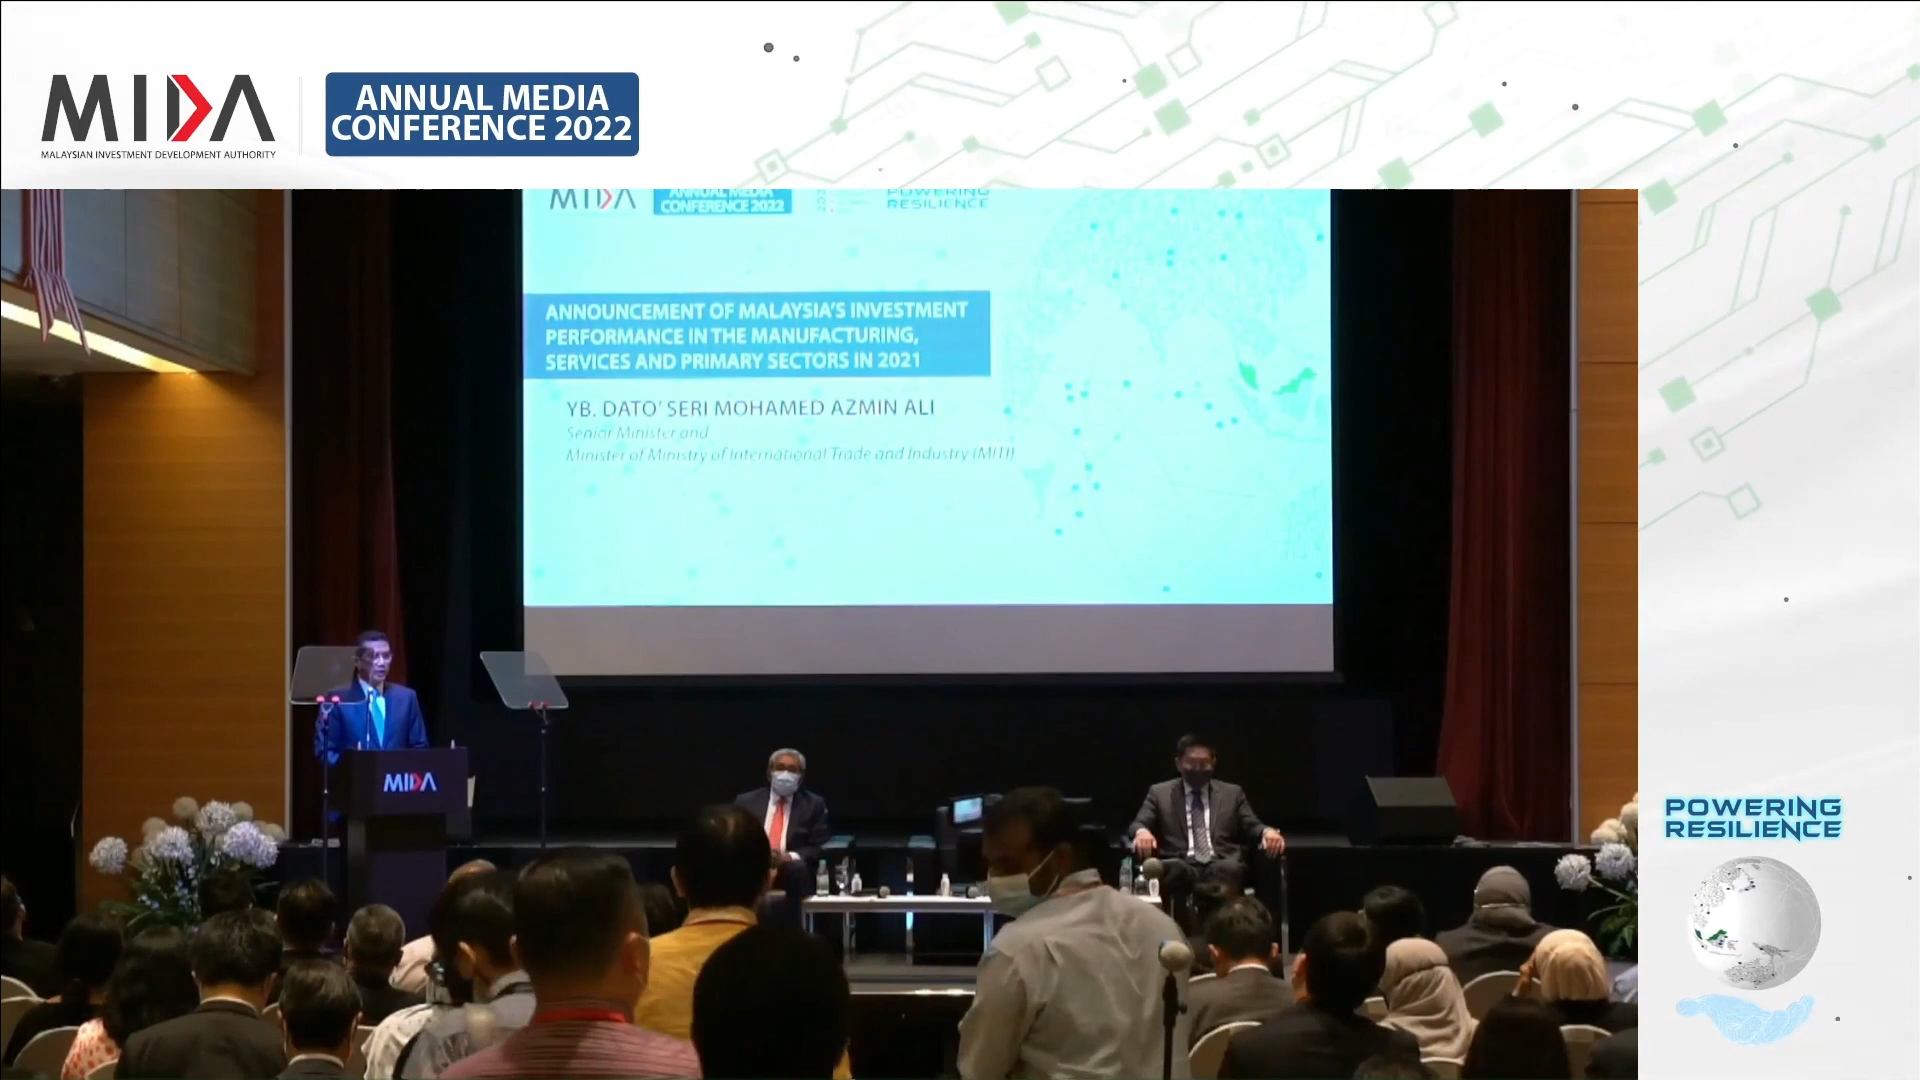 MIDA
MALAYSIAN INVESTMENT DEVELOPMENT AUTHORITY
ANNUAL MEDIA
CONFERENCE 2022
MIDA
ANNUAL MEDIA
CONFERENCE 2022
POWERING
RESILIENCE
ANNOUNCEMENT OF MALAYSIA'S INVESTMENT
PERFORMANCE IN THE MANUFACTURING,
SERVICES AND PRIMARY SECTORS IN 2021
YB. DATO' SERI MOHAMED AZMIN ALI
Senior Minister and
Minister of Ministry of International Trade and Industry (MITI)
MIDA
POWERING
RESILIENCE